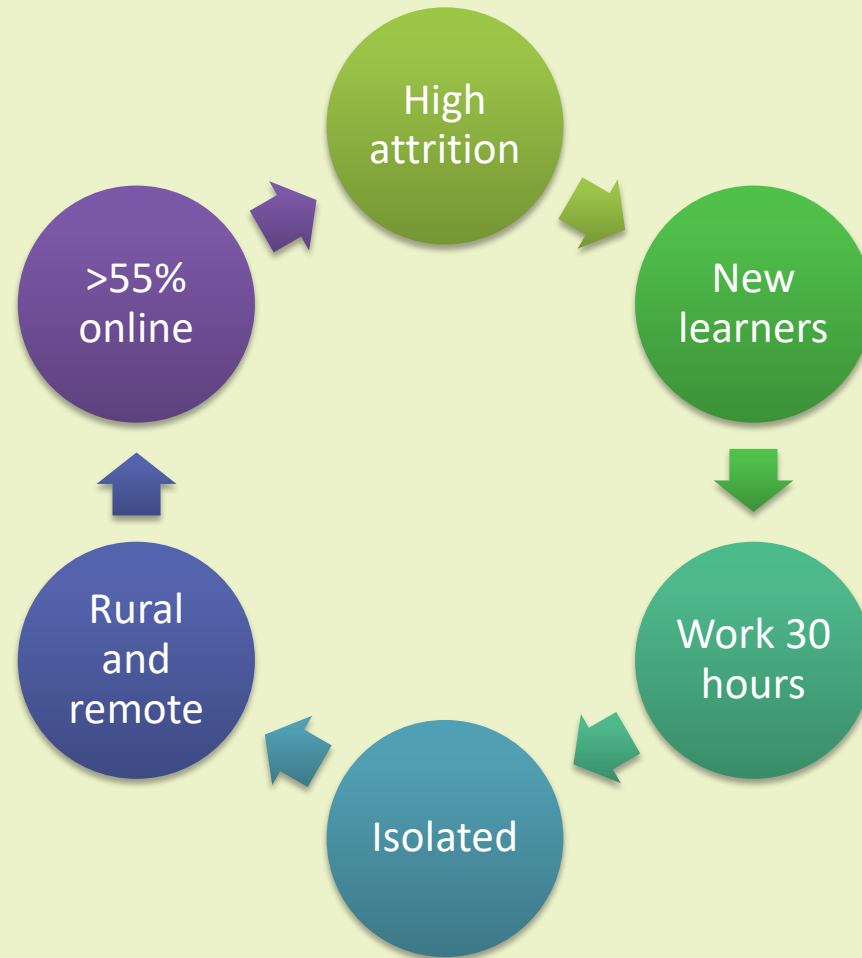 High
attrition
New
learners
Work 30
hours
Isolated
Rural
and
remote
>55%
online